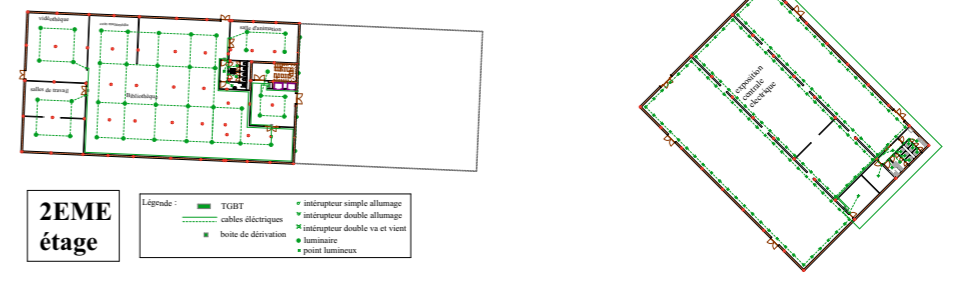 vidéothèque
salle d'animation
salles de travail
Bibliothèque
exposition
centrale
électrique
2EME
étage
Légende :
TGBT
cables éléctriques
boite de dérivation
intérupteur simple allumage
intérupteur double allumage
intérupteur double va et vient
luminaire
point lumineux